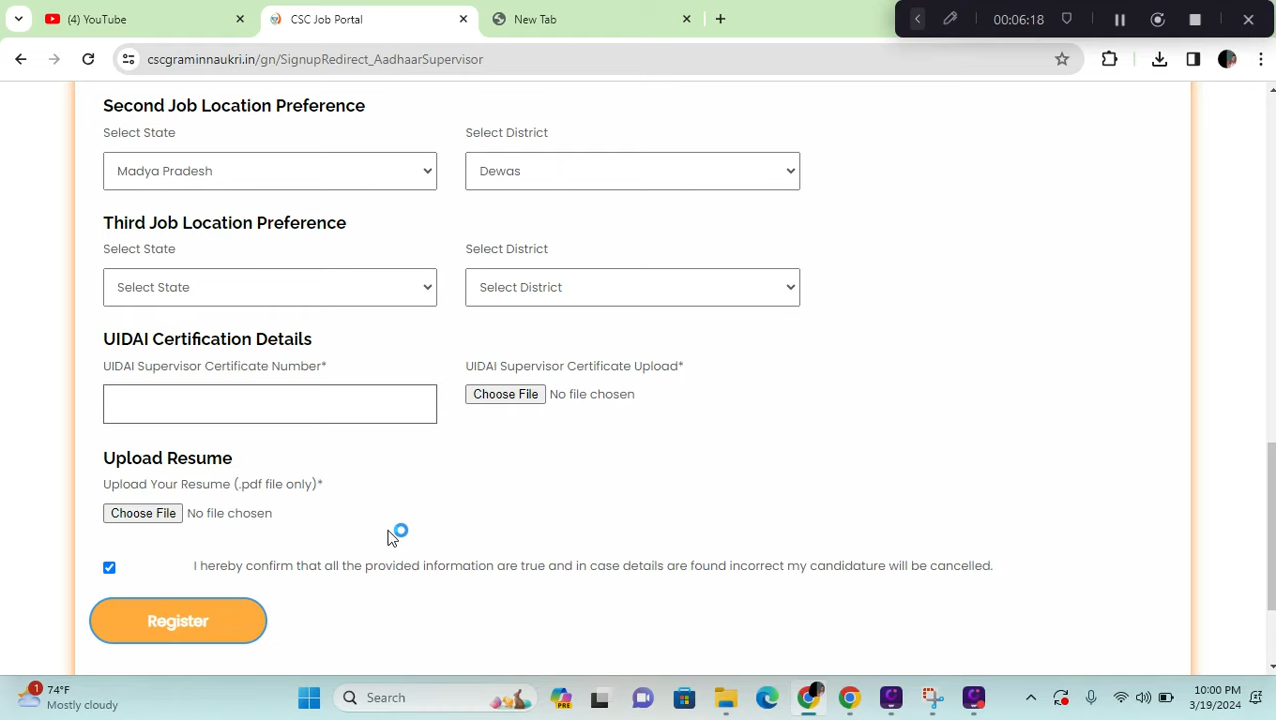 (4) YouTube
CSC Job Portal
New Tab
00:06:18
cscgraminnaukri.in/gn/SignupRedirect_AadhaarSupervisor
Second Job Location Preference
Select State
Select District
Madya Pradesh
Dewas
Third Job Location Preference
Select State
Select District
Select State
Select District
UIDAI Certification Details
UIDAI Supervisor Certificate Number*
UIDAI Supervisor Certificate Upload*
Choose File No file chosen
Upload Resume
Upload Your Resume (.pdf file only)*
Choose File No file chosen
I hereby confirm that all the provided information are true and in case details are found incorrect my candidature will be cancelled.
Register
1
74°F
Mostly cloudy
Search
PRE
10:00 PM
3/19/2024